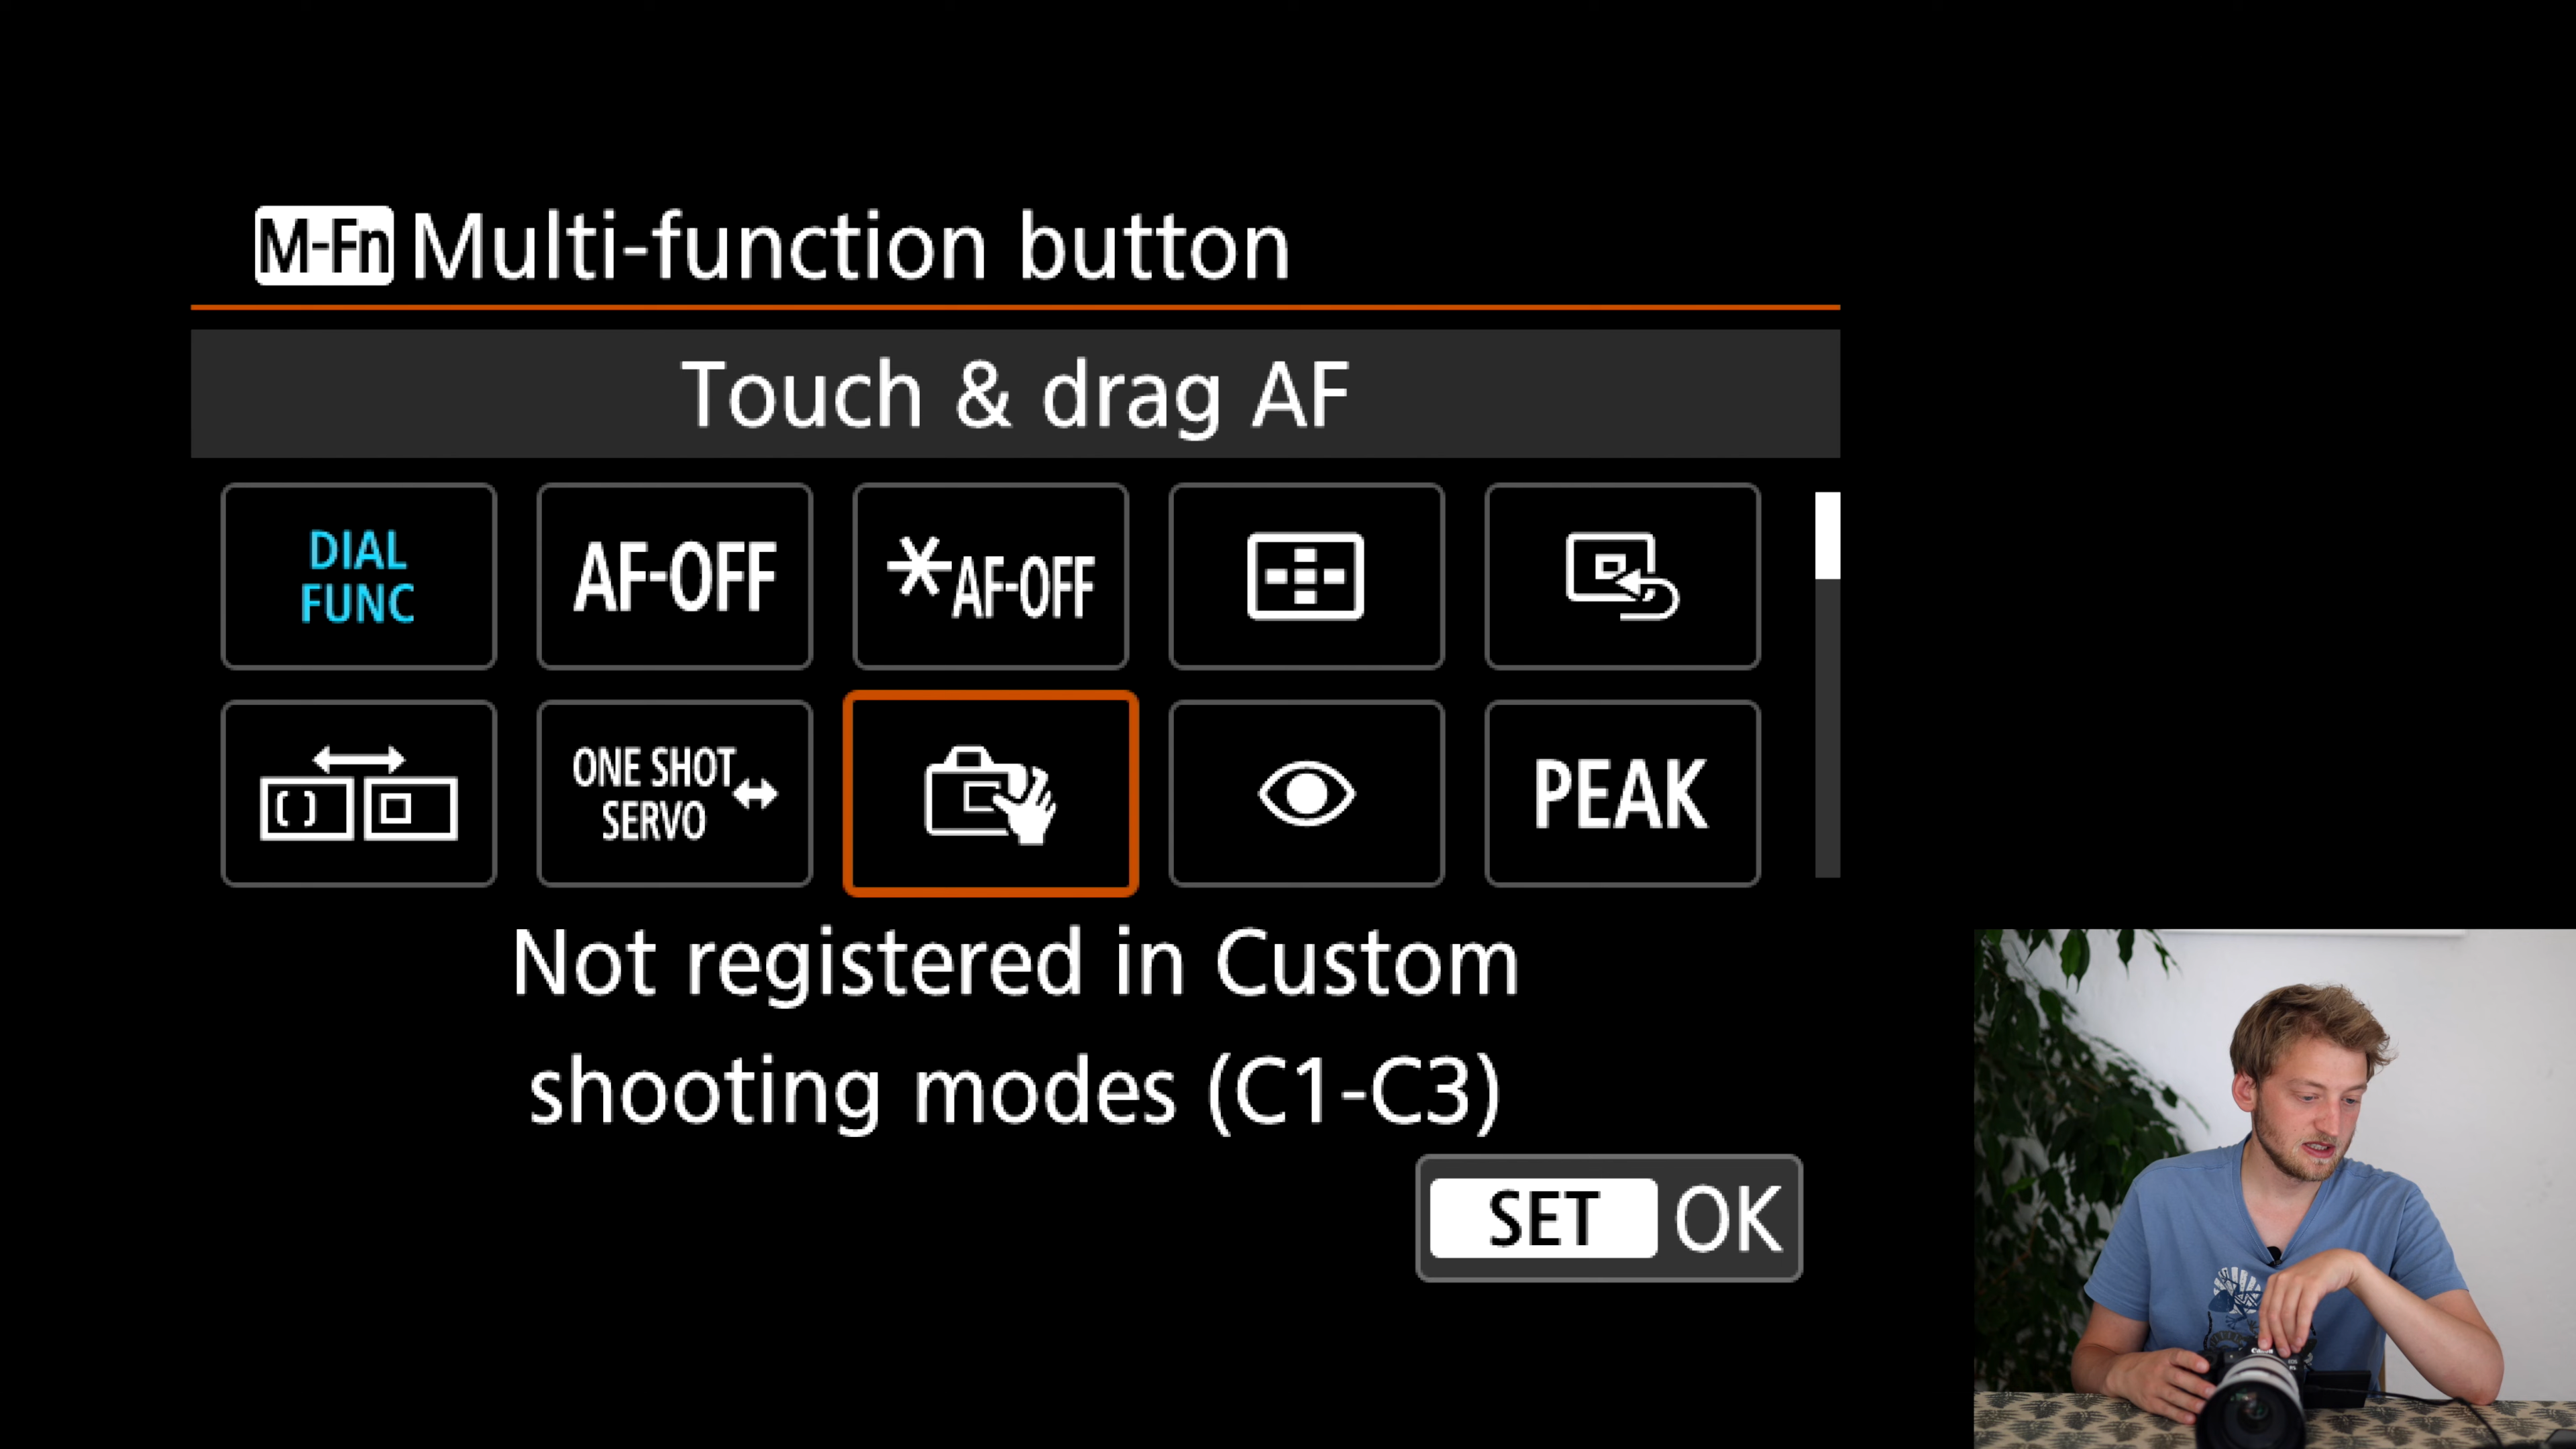 M-Fn Multi-function button
Touch & drag AF
DIAL
FUNC
AF-OFF
*AF-OFF
ONE SHOT
SERVO
PEAK
Not registered in Custom
shooting modes (C1-C3)
SET OK
Canon